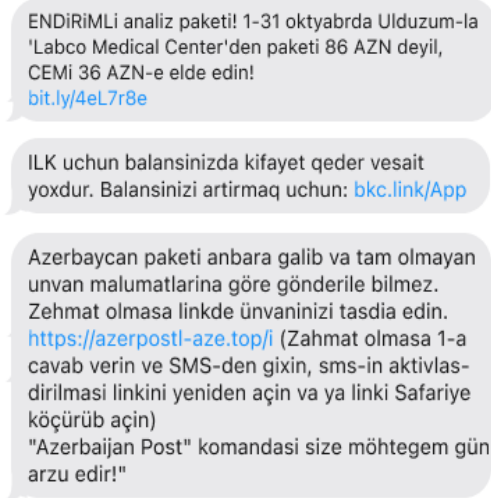 ENDiRiMLi analiz paketi! 1-31 oktyabrda Ulduzum-la
'Labco Medical Center'den paketi 86 AZN deyil,
CEMi 36 AZN-e elde edin!
bit.ly/4eL7r8e
ILK uchun balansinizda kifayet qeder vesait
yoxdur. Balansinizi artirmaq uchun: bkc.link/App
Azerbaycan paketi anbara galib va tam olmayan
unvan malumatlarina göre gönderile bilmez.
Zehmat olmasa linkde ünvaninizi tasdia edin.
https://azerpostl-aze.top/i (Zahmat olmasa 1-a
cavab verin ve SMS-den gixin, sms-in aktivlas-
dirilmasi linkini yeniden açin va ya linki Safariye
köçürüb açin)
"Azerbaijan Post" komandasi size möhtegem gün
arzu edir!"